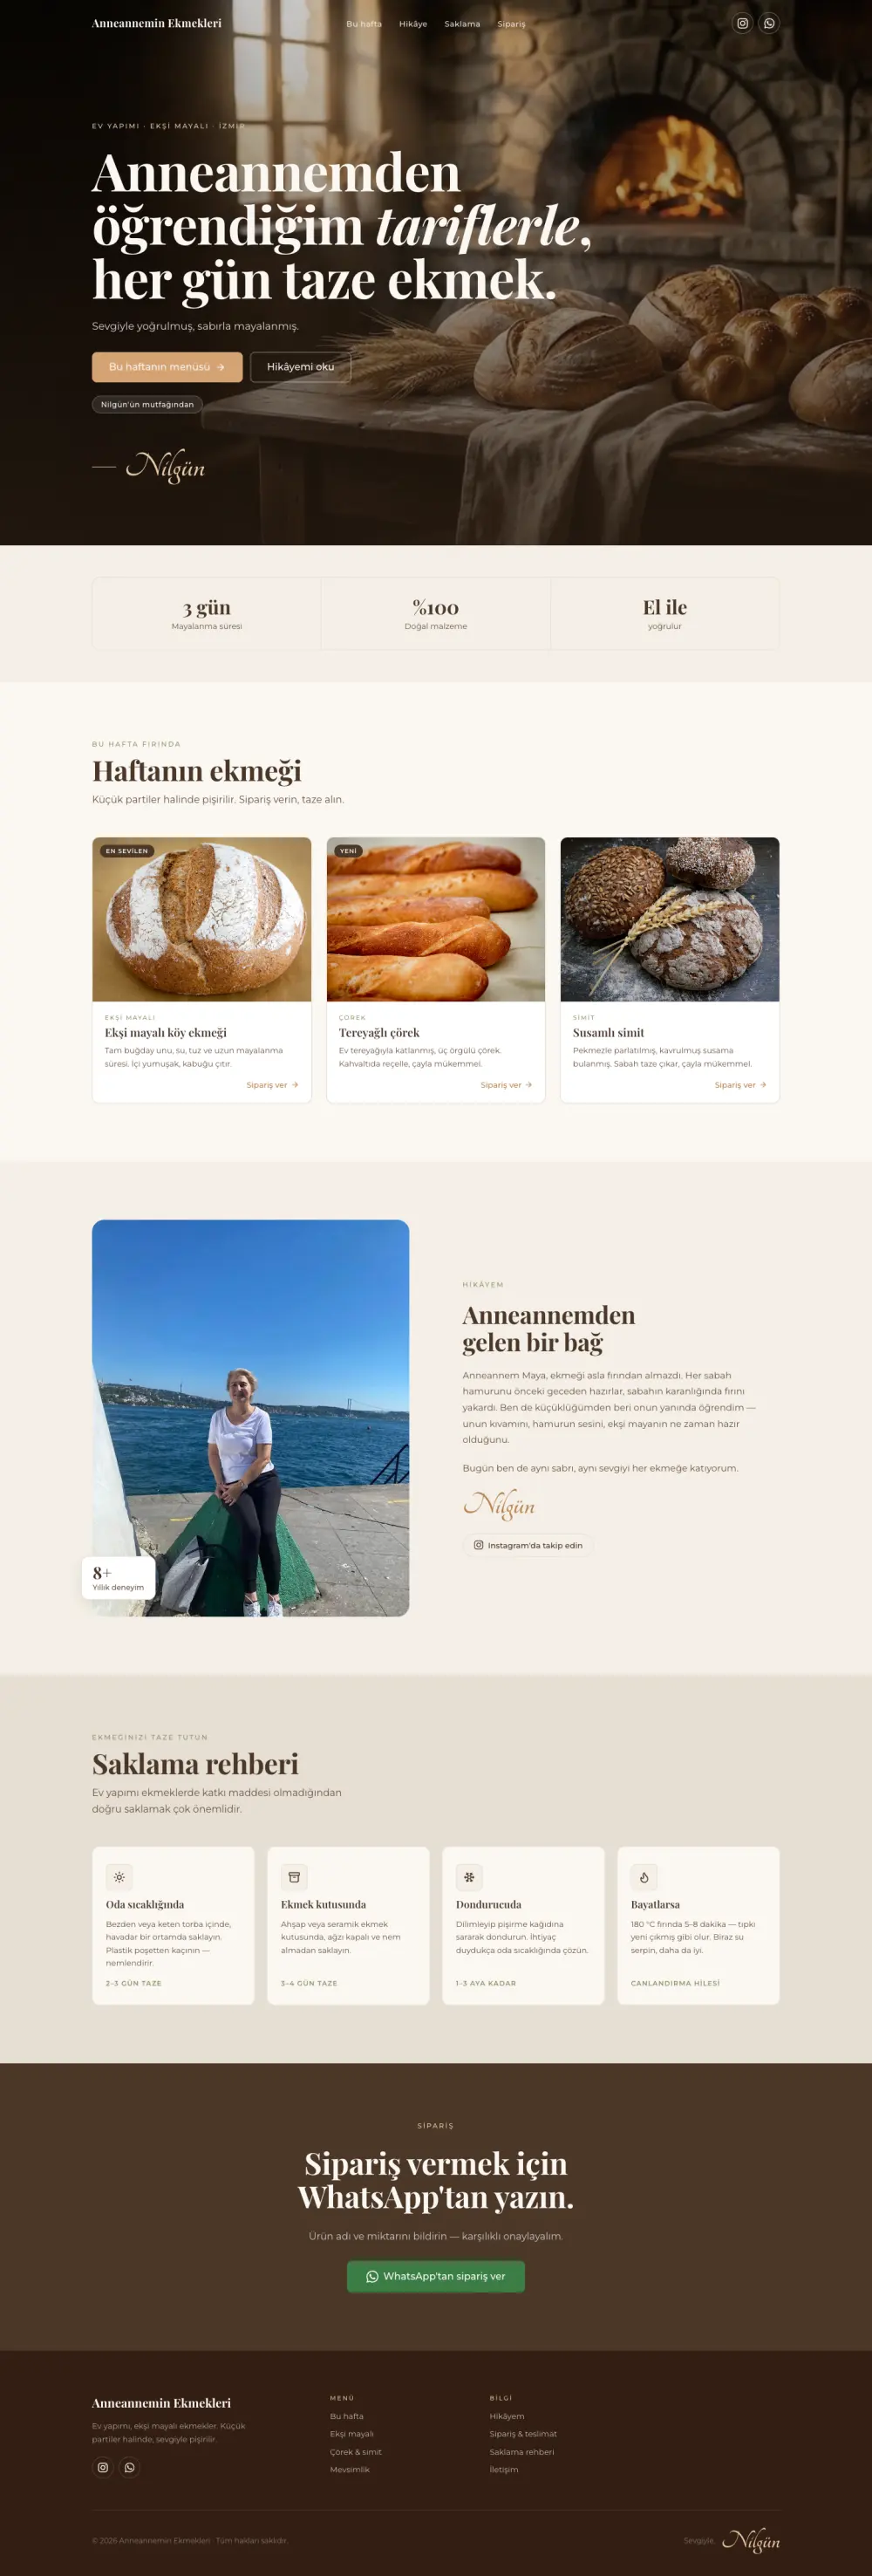 Anneannemin Ekmekleri
Bu hafta
Hikâye
Saklama
Sipariş
EV YAPIMI · EKŞİ MAYALI · İZMİR
Anneannemden
öğrendiğim tariflerle,
her gün taze ekmek.
Sevgiyle yoğrulmuş, sabırla mayalanmış.
Bu haftanın menüsü →
Hikâyemi oku
Nilgün'ün mutfağından
Nilgün
3 gün
Mayalanma süresi
%100
Doğal malzeme
El ile
yoğrulur
BU HAFTA FIRINDA
Haftanın ekmeği
Küçük partiler halinde pişirilir. Sipariş verin, taze alın.
EN SEVİLEN
EKŞİ MAYALI
Ekşi mayalı köy ekmeği
Tam buğday unu, su, tuz ve uzun mayalanma
süresi. İçi yumuşak, kabuğu çıtır.
Sipariş ver →
YENİ
ÇÖREK
Tereyağlı çörek
Ev tereyağıyla katlanmış, üç örgülü çörek.
Kahvaltıda reçelle, çayla mükemmel.
Sipariş ver →
SİMİT
Susamlı simit
Pekmezle parlatılmış, kavrulmuş susama
bulanmış. Sabah taze çıkar, çayla mükemmel.
Sipariş ver →
8+
Yıllık deneyim
HİKÂYEM
Anneannemden
gelen bir bağ
Anneannem Maya, ekmeği asla fırından almazdı. Her sabah
hamurunu önceki geceden hazırlar, sabahın karanlığında fırını
yakardı. Ben de küçüklüğümden beri onun yanında öğrendim —
unun kıvamını, hamurun sesini, ekşi mayanın ne zaman hazır
olduğunu.
Bugün ben de aynı sabrı, aynı sevgiyi her ekmeğe katıyorum.
Nilgün
Instagram'da takip edin
EKMEĞİNİZİ TAZE TUTUN
Saklama rehberi
Ev yapımı ekmeklerde katkı maddesi olmadığından
doğru saklamak çok önemlidir.
Oda sıcaklığında
Bezden veya keten torba içinde,
havadar bir ortamda saklayın.
Plastik poşetten kaçının —
nemlendirir.
2–3 GÜN TAZE
Ekmek kutusunda
Ahşap veya seramik ekmek
kutusunda, ağzı kapalı ve nem
almadan saklayın.
3–4 GÜN TAZE
Dondurucuda
Dilimleyip pişirme kağıdına
sararak dondurun. İhtiyaç
duydukça oda sıcaklığında çözün.
1–3 AYA KADAR
Bayatlarsa
180 °C fırında 5–8 dakika — tıpkı
yeni çıkmış gibi olur. Biraz su
serpin, daha da iyi.
CANLANDIRMA HİLESİ
SİPARİŞ
Sipariş vermek için
WhatsApp'tan yazın.
Ürün adı ve miktarını bildirin — karşılıklı onaylayalım.
WhatsApp'tan sipariş ver
Anneannemin Ekmekleri
Ev yapımı, ekşi mayalı ekmekler. Küçük
partiler halinde, sevgiyle pişirilir.
MENÜ
Bu hafta
Ekşi mayalı
Çörek & simit
Mevsimlik
BİLGİ
Hikâyem
Sipariş & teslimat
Saklama rehberi
İletişim
© 2026 Anneannemin Ekmekleri · Tüm hakları saklıdır.
Sevgiyle,
Nilgün